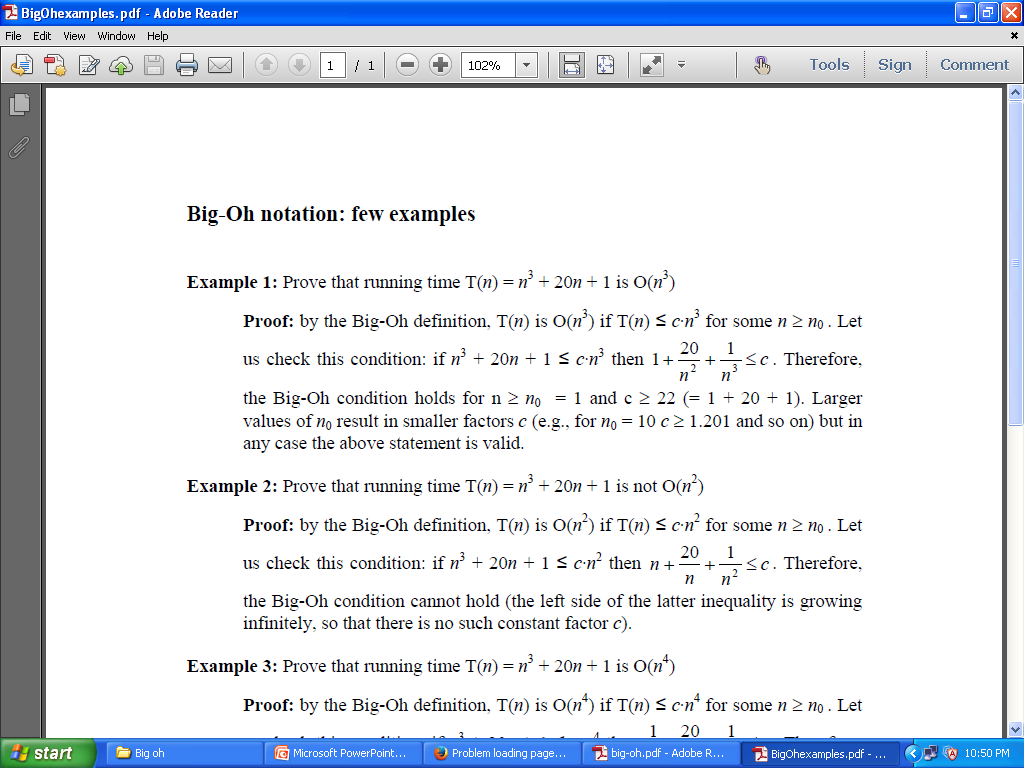 BigOhexamples.pdf - Adobe Reader
File Edit View Window Help
1 / 1 102% Tools Sign Comment
Big-Oh notation: few examples
Example 1: Prove that running time T(n) = n³ + 20n + 1 is O(n³)
Proof: by the Big-Oh definition, T(n) is O(n³) if T(n) ≤ c·n³ for some n ≥ n₀ . Let
us check this condition: if n³ + 20n + 1 ≤ c·n³ then 1 + 20/n² + 1/n³ ≤ c . Therefore,
the Big-Oh condition holds for n ≥ n₀ = 1 and c ≥ 22 (= 1 + 20 + 1). Larger
values of n₀ result in smaller factors c (e.g., for n₀ = 10 c ≥ 1.201 and so on) but in
any case the above statement is valid.
Example 2: Prove that running time T(n) = n³ + 20n + 1 is not O(n²)
Proof: by the Big-Oh definition, T(n) is O(n²) if T(n) ≤ c·n² for some n ≥ n₀ . Let
us check this condition: if n³ + 20n + 1 ≤ c·n² then n + 20/n + 1/n² ≤ c . Therefore,
the Big-Oh condition cannot hold (the left side of the latter inequality is growing
infinitely, so that there is no such constant factor c).
Example 3: Prove that running time T(n) = n³ + 20n + 1 is O(n⁴)
Proof: by the Big-Oh definition, T(n) is O(n⁴) if T(n) ≤ c·n⁴ for some n ≥ n₀ . Let
1 20 1
start Big oh Microsoft PowerPoint... Problem loading page... big-oh.pdf - Adobe R... BigOhexamples.pdf - ... 10:50 PM